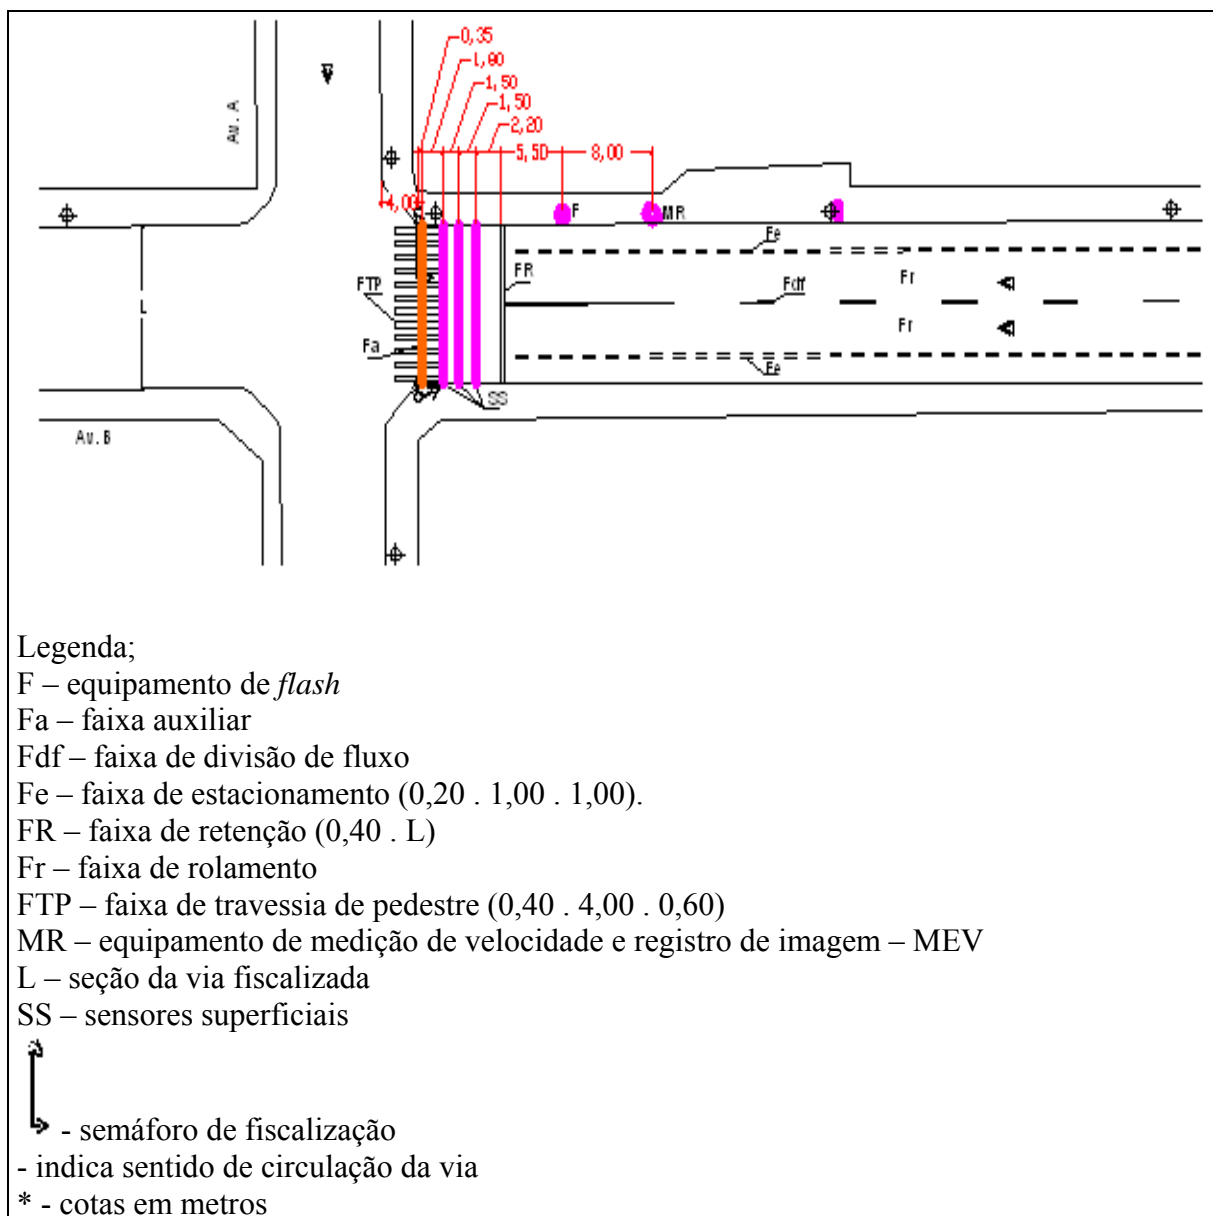 0,35
1,80
1,50
1,50
2,20
5,50
8,00
Av. A
4,00
F
MR
Fe
FR
Fdf
Fr
FTP
L
Fr
Fa
Fe
SS
Av. B
Legenda;
F – equipamento de flash
Fa – faixa auxiliar
Fdf – faixa de divisão de fluxo
Fe – faixa de estacionamento (0,20 . 1,00 . 1,00).
FR – faixa de retenção (0,40 . L)
Fr – faixa de rolamento
FTP – faixa de travessia de pedestre (0,40 . 4,00 . 0,60)
MR – equipamento de medição de velocidade e registro de imagem – MEV
L – seção da via fiscalizada
SS – sensores superficiais
- semáforo de fiscalização
- indica sentido de circulação da via
* - cotas em metros